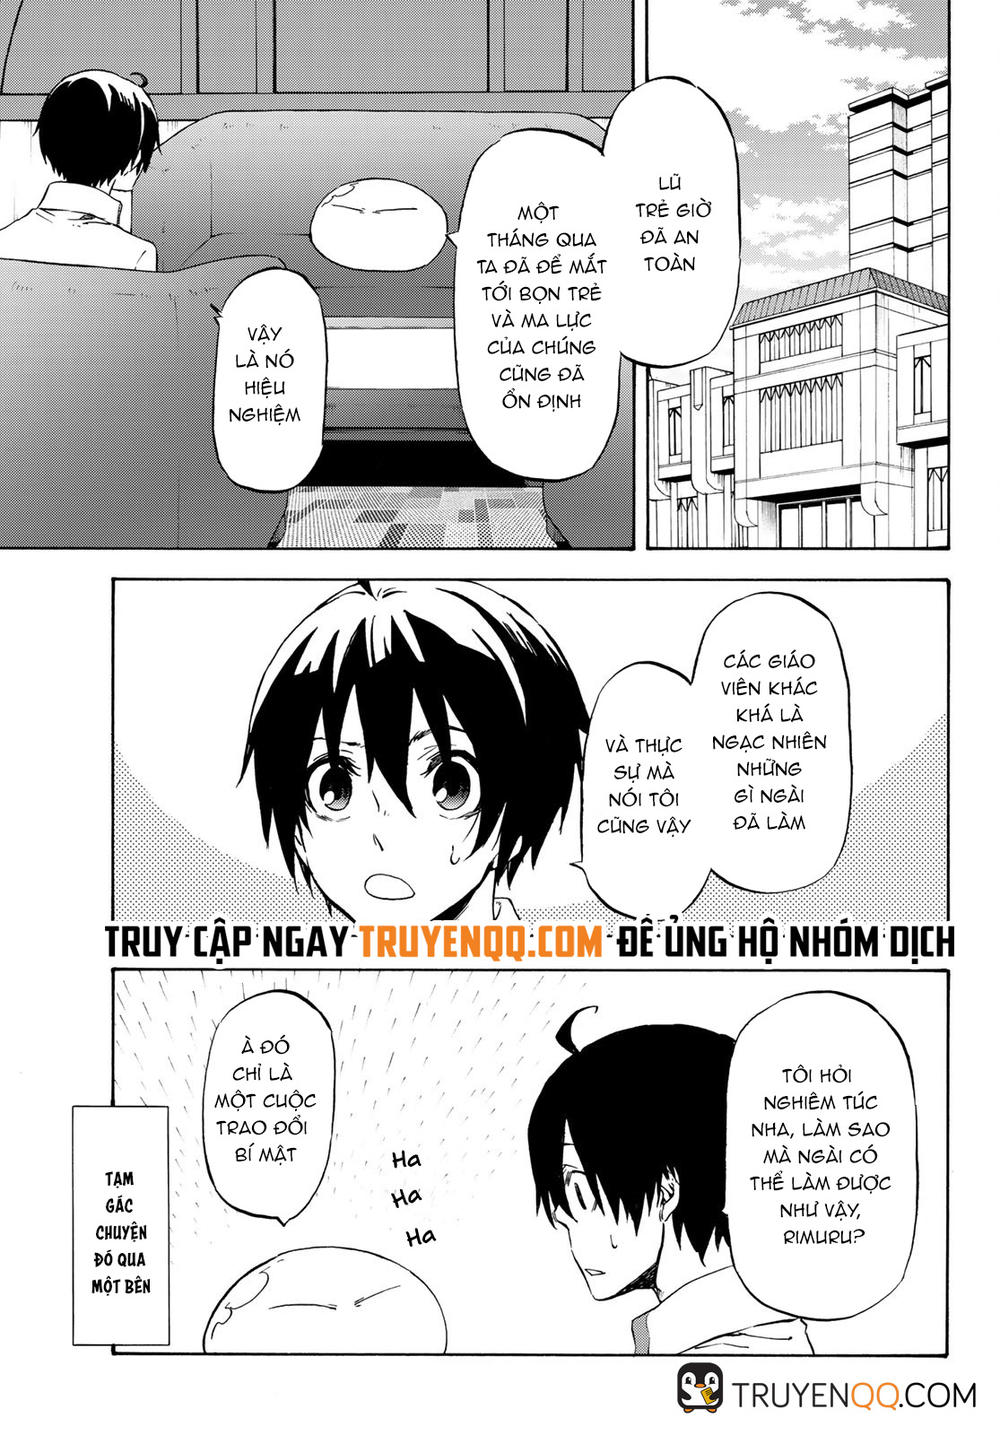 LŨ
TRẺ GIỜ
ĐÃ AN
TOÀN
MỘT
THÁNG QUA
TA ĐÃ ĐỂ MẮT
TỚI BỌN TRẺ
VÀ MA LỰC
CỦA CHÚNG
CŨNG ĐÃ
ỔN ĐỊNH
VẬY
LÀ NÓ
HIỆU
NGHIỆM
CÁC GIÁO
VIÊN KHÁC
KHÁ LÀ
NGẠC NHIÊN
NHỮNG
GÌ NGÀI
ĐÃ LÀM
VÀ THỰC
SỰ MÀ
NÓI TÔI
CŨNG VẬY
TRUY CẬP NGAY TRUYENQQ.COM ĐỂ ỦNG HỘ NHÓM DỊCH
TÔI HỎI
NGHIÊM TÚC
NHA, LÀM SAO
MÀ NGÀI CÓ
THỂ LÀM ĐƯỢC
NHƯ VẬY,
RIMURU?
À ĐÓ
CHỈ LÀ
MỘT CUỘC
TRAO ĐỔI
BÍ MẬT
Ha
Ha
Ha
TẠM
GÁC
CHUYỆN
ĐÓ QUA
MỘT BÊN
TRUYENQQ.COM